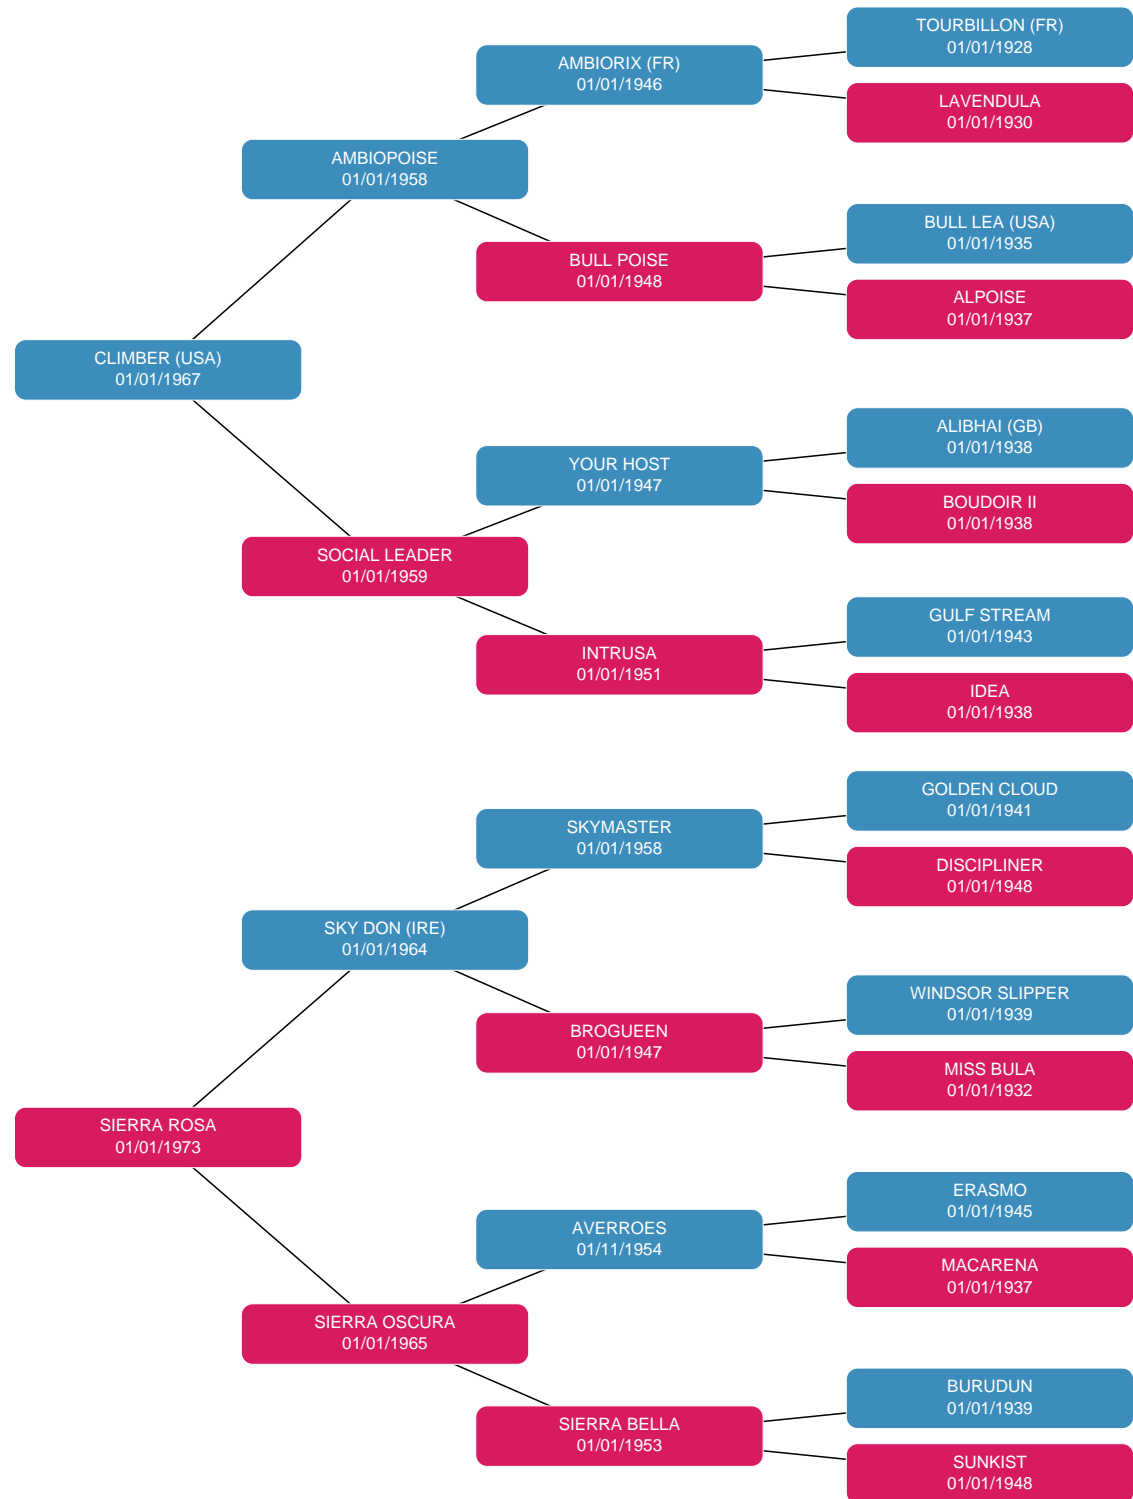 TOURBILLON (FR)
01/01/1928
AMBIORIX (FR)
01/01/1946
LAVENDULA
01/01/1930
AMBIOPOISE
01/01/1958
BULL LEA (USA)
01/01/1935
BULL POISE
01/01/1948
ALPOISE
01/01/1937
CLIMBER (USA)
01/01/1967
ALIBHAI (GB)
01/01/1938
YOUR HOST
01/01/1947
BOUDOIR II
01/01/1938
SOCIAL LEADER
01/01/1959
GULF STREAM
01/01/1943
INTRUSA
01/01/1951
IDEA
01/01/1938
GOLDEN CLOUD
01/01/1941
SKYMASTER
01/01/1958
DISCIPLINER
01/01/1948
SKY DON (IRE)
01/01/1964
WINDSOR SLIPPER
01/01/1939
BROGUEEN
01/01/1947
MISS BULA
01/01/1932
SIERRA ROSA
01/01/1973
ERASMO
01/01/1945
AVERROES
01/11/1954
MACARENA
01/01/1937
SIERRA OSCURA
01/01/1965
BURUDUN
01/01/1939
SIERRA BELLA
01/01/1953
SUNKIST
01/01/1948